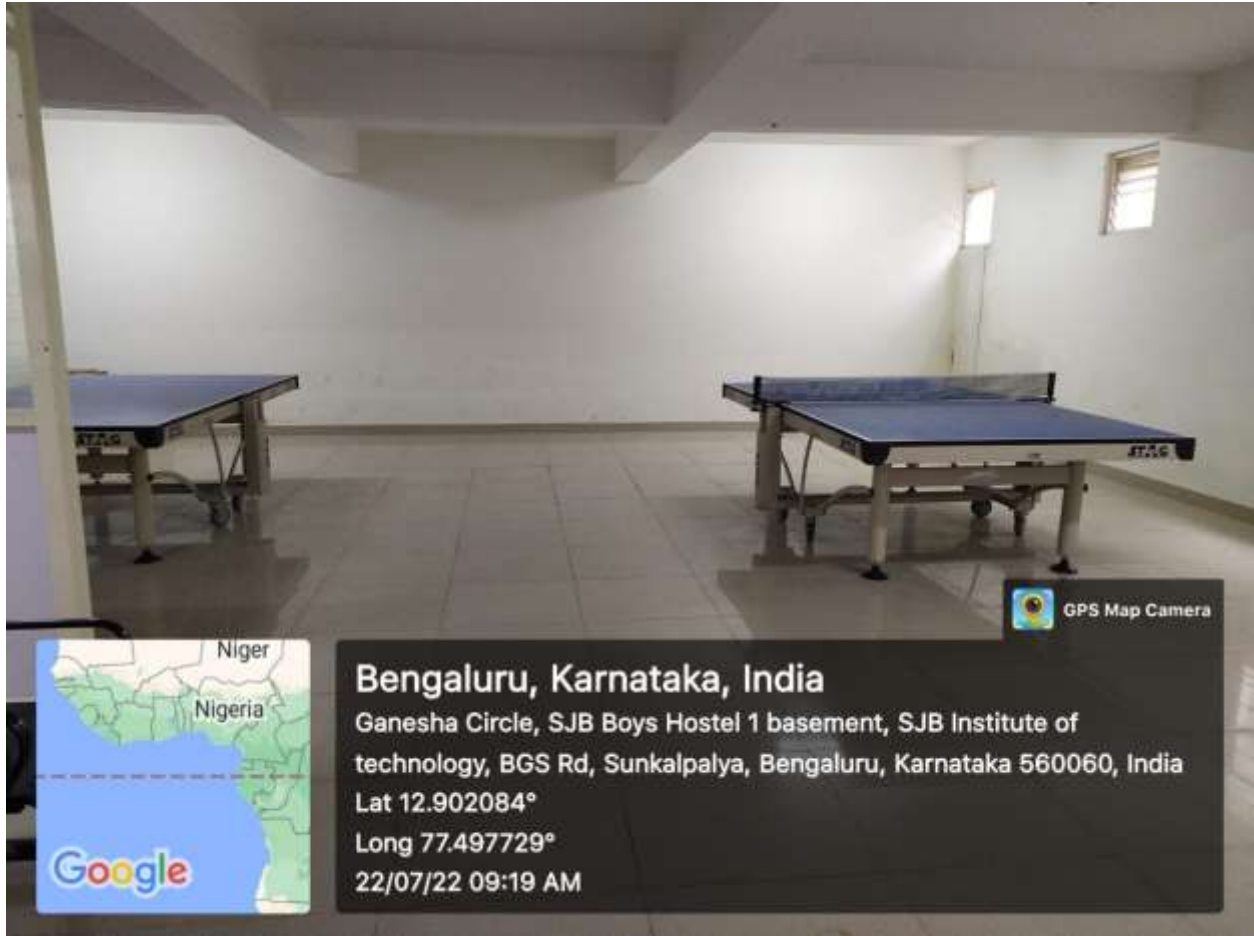 STAG
STAG
GPS Map Camera
Niger
Nigeria
Google
Bengaluru, Karnataka, India
Ganesha Circle, SJB Boys Hostel 1 basement, SJB Institute of
technology, BGS Rd, Sunkalpalya, Bengaluru, Karnataka 560060, India
Lat 12.902084°
Long 77.497729°
22/07/22 09:19 AM